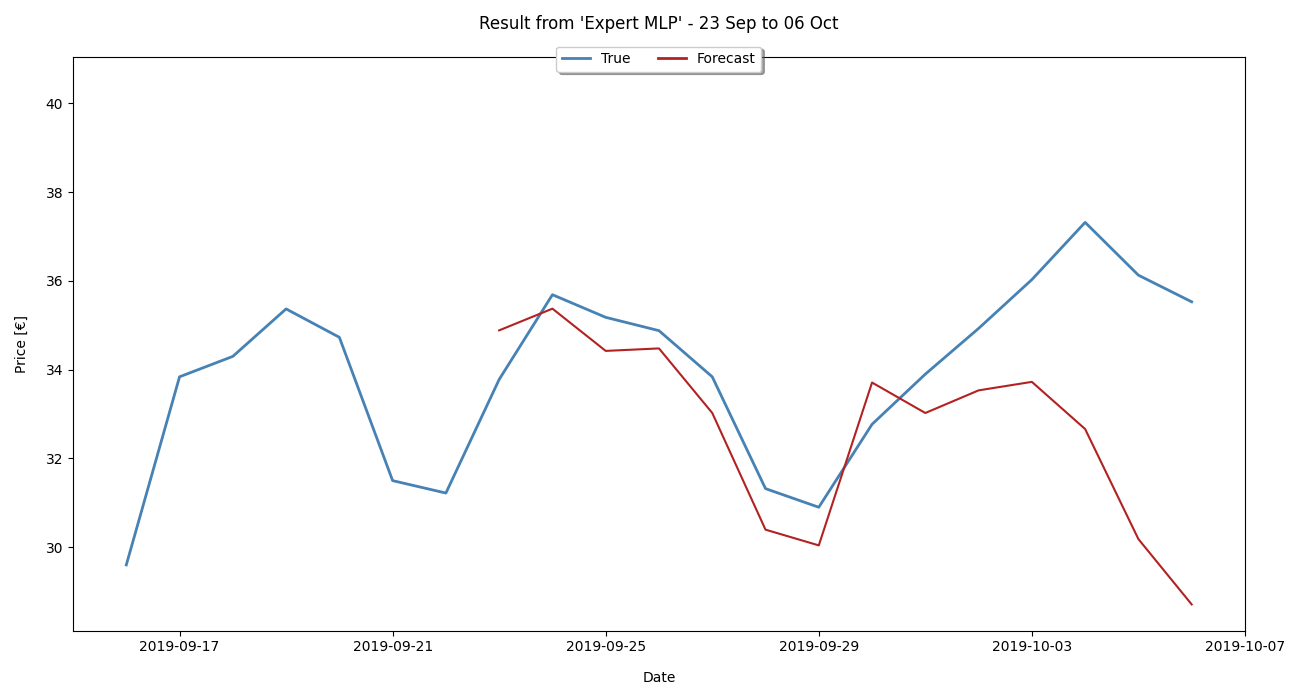 Result from 'Expert MLP' - 23 Sep to 06 Oct
True Forecast
40
38
36
34
32
30
Price [€]
2019-09-17 2019-09-21 2019-09-25 2019-09-29 2019-10-03 2019-10-07
Date